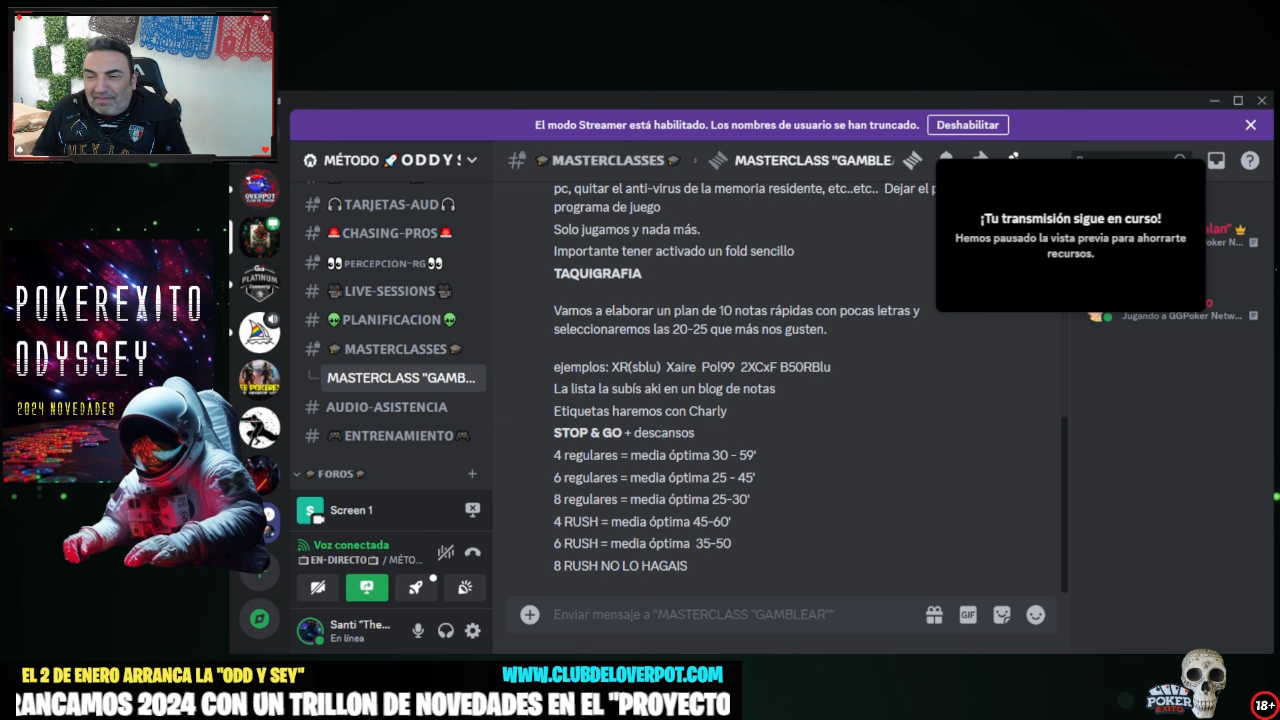 El modo Streamer está habilitado. Los nombres de usuario se han truncado.
Deshabilitar
MÉTODO 🚀ODDYS
🎓MASTERCLASSES🎓
MASTERCLASS "GAMBLE
pc, quitar el anti-virus de la memoria residente, etc..etc.. Dejar el p
programa de juego
Solo jugamos y nada más.
Importante tener activado un fold sencillo
TAQUIGRAFIA
Vamos a elaborar un plan de 10 notas rápidas con pocas letras y
seleccionaremos las 20-25 que más nos gusten.
ejemplos: XR(sblu) Xaire Pol99 2XCxF B50RBlu
La lista la subís aki en un blog de notas
Etiquetas haremos con Charly
STOP & GO + descansos
4 regulares = media óptima 30 - 59'
6 regulares = media óptima 25 - 45'
8 regulares = media óptima 25-30'
4 RUSH = media óptima 45-60'
6 RUSH = media óptima 35-50
8 RUSH NO LO HAGAIS
Enviar mensaje a "MASTERCLASS "GAMBLEAR""
GIF
¡Tu transmisión sigue en curso!
Hemos pausado la vista previa para ahorrarte
recursos.
alan"
oker N...
Jugando a GGPoker Netw...
TARJETAS-AUD
CHASING-PROS
PERCEPCION-RG
LIVE-SESSIONS
PLANIFICACION
MASTERCLASSES
MASTERCLASS "GAMB...
AUDIO-ASISTENCIA
ENTRENAMIENTO
FOROS
Screen 1
Voz conectada
EN-DIRECTO / MÉTO...
Santi "The...
En línea
OVERPOT
PLATINUM
POKEREXITO
ODYSSEY
2024 NOVEDADES
EL 2 DE ENERO ARRANCA LA "ODD Y SEY"
WWW.CLUBDELOVERPOT.COM
RANCAMOS 2024 CON UN TRILLON DE NOVEDADES EN EL "PROYECTO
POKER
EXITO
18+